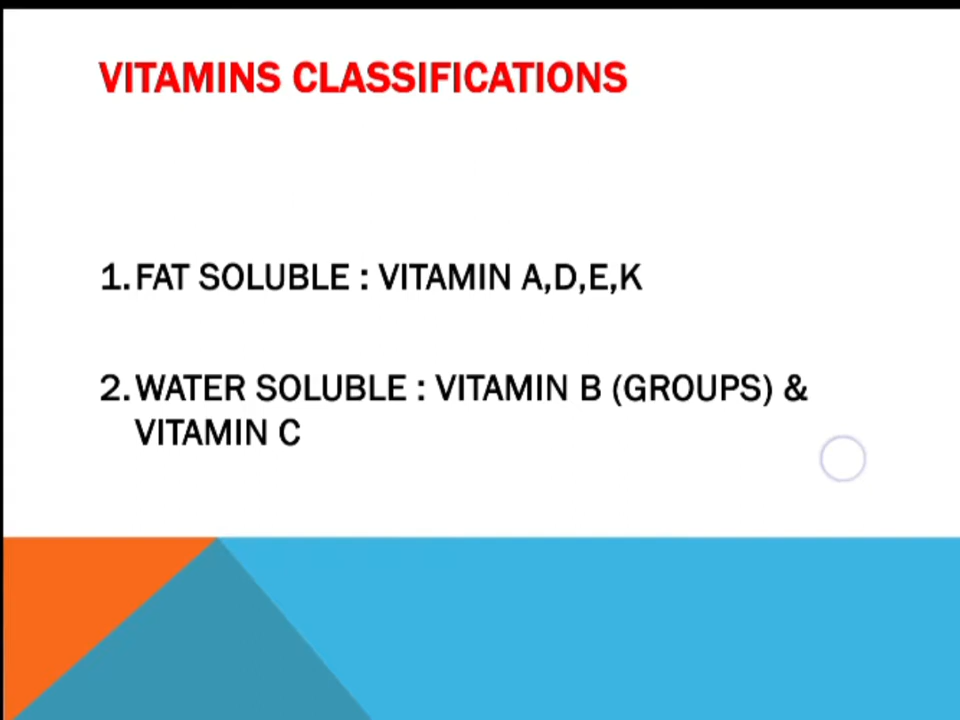 VITAMINS CLASSIFICATIONS
1. FAT SOLUBLE : VITAMIN A,D,E,K
2. WATER SOLUBLE : VITAMIN B (GROUPS) &
VITAMIN C